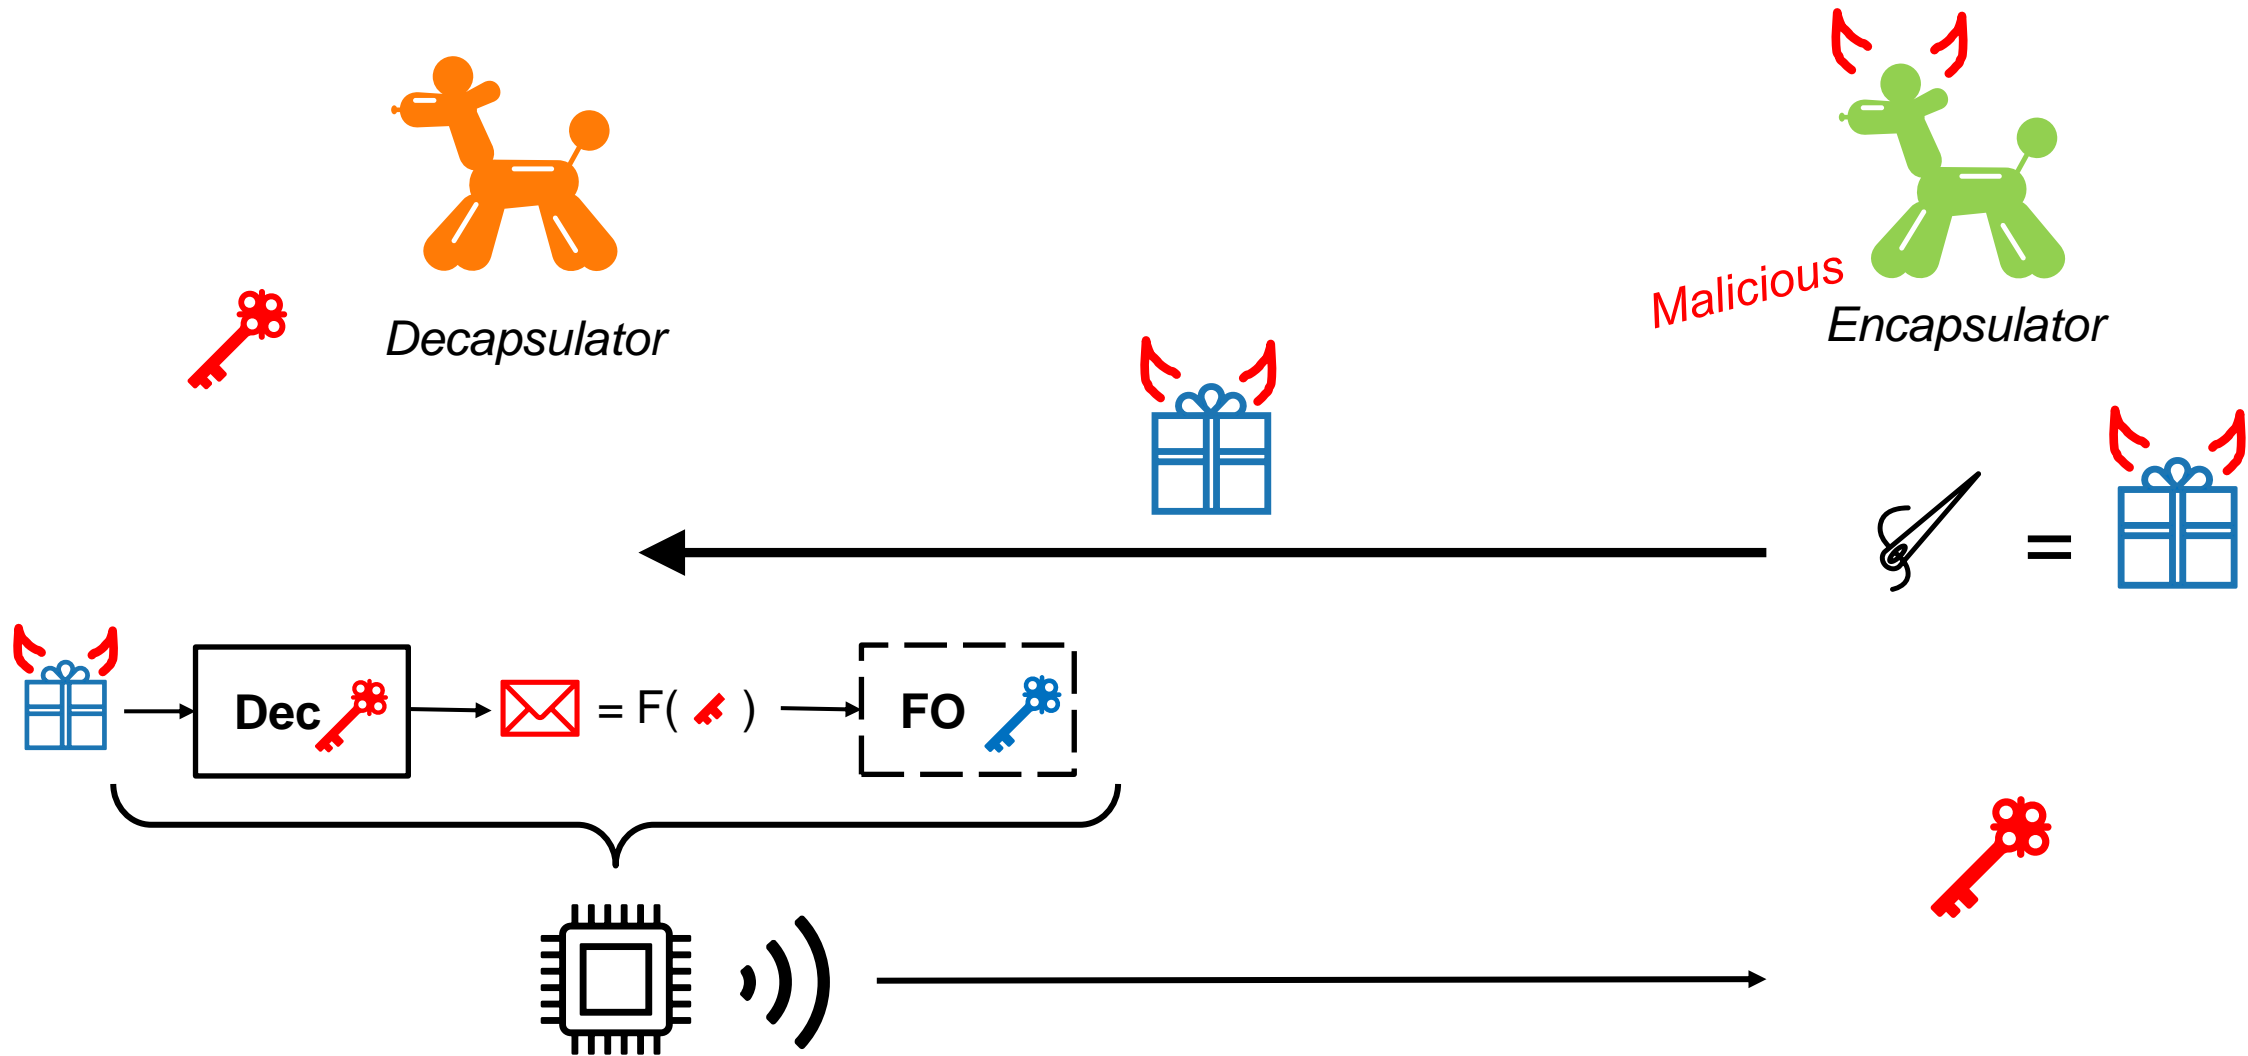 Malicious
Decapsulator
Encapsulator
=
Dec
= F( )
FO